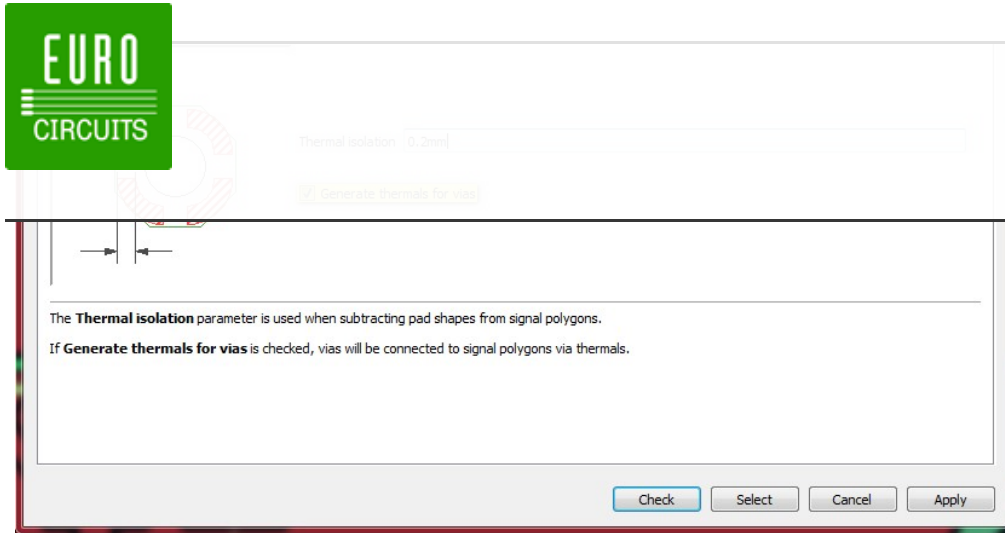 EURO
CIRCUITS
Thermal isolation 0.2mm
Generate thermals for vias
The Thermal isolation parameter is used when subtracting pad shapes from signal polygons.
If Generate thermals for vias is checked, vias will be connected to signal polygons via thermals.
Check Select Cancel Apply